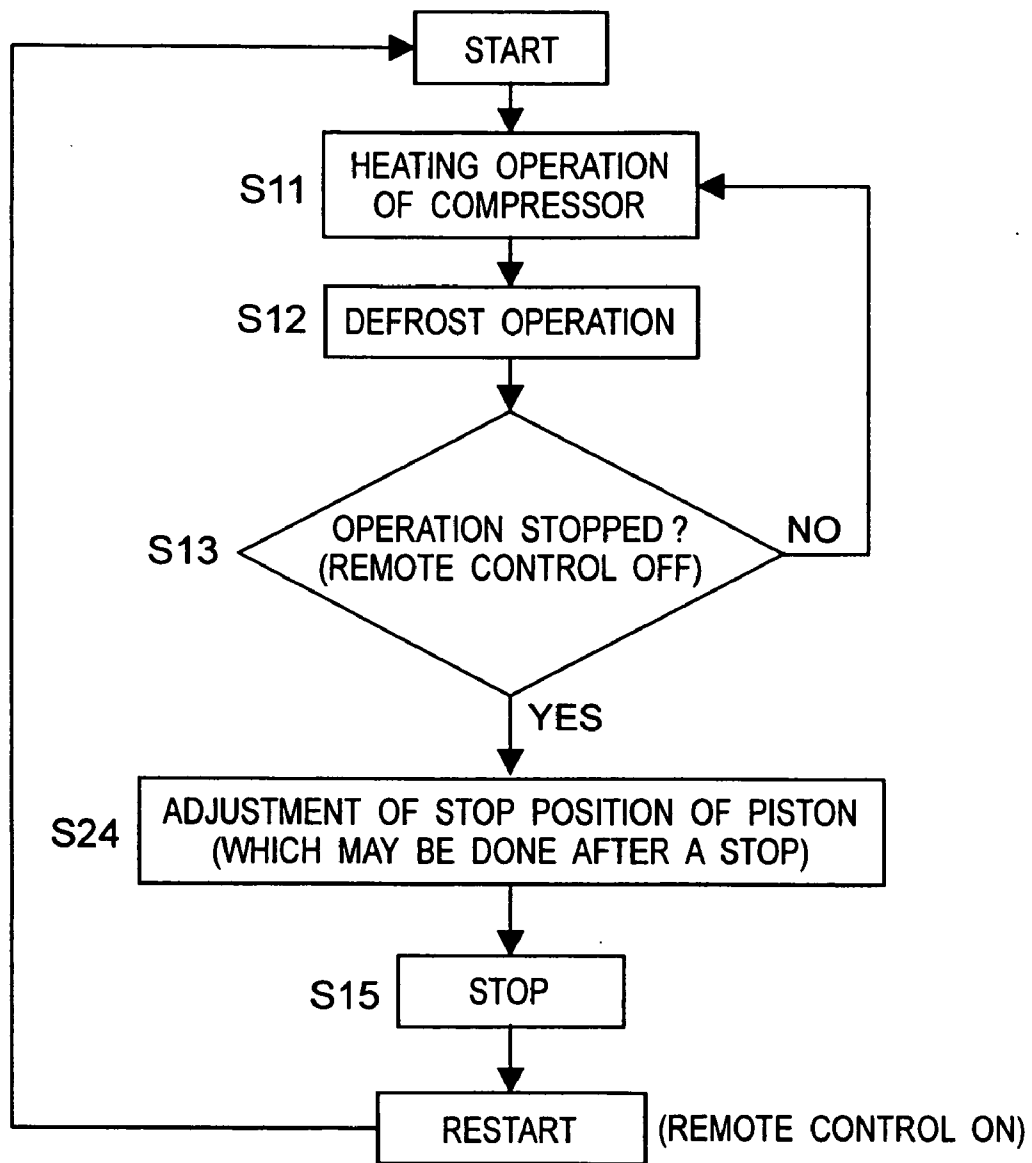 START
S11
HEATING OPERATION
OF COMPRESSOR
S12
DEFROST OPERATION
S13
OPERATION STOPPED ?
(REMOTE CONTROL OFF)
NO
YES
S24
ADJUSTMENT OF STOP POSITION OF PISTON
(WHICH MAY BE DONE AFTER A STOP)
S15
STOP
RESTART
(REMOTE CONTROL ON)